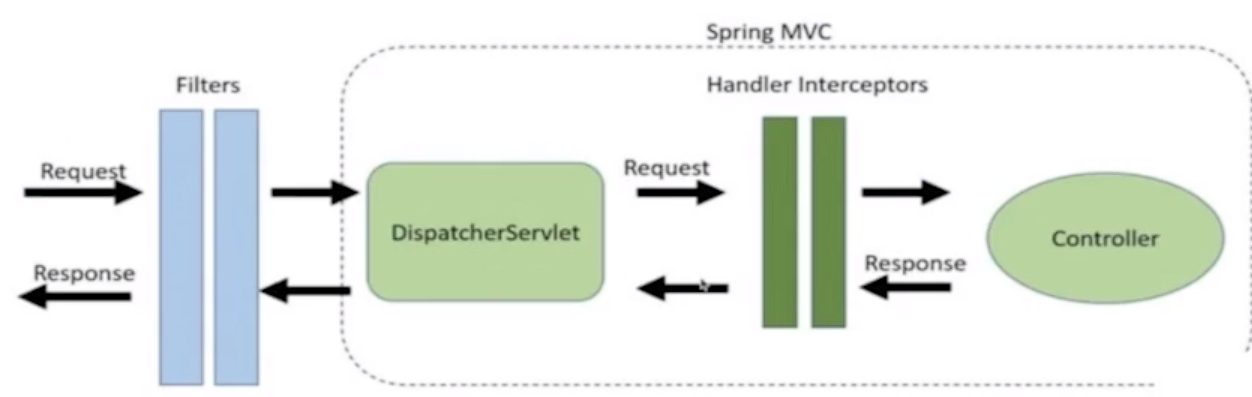 Spring MVC
Filters
Handler Interceptors
Request
Request
DispatcherServlet
Controller
Response
Response